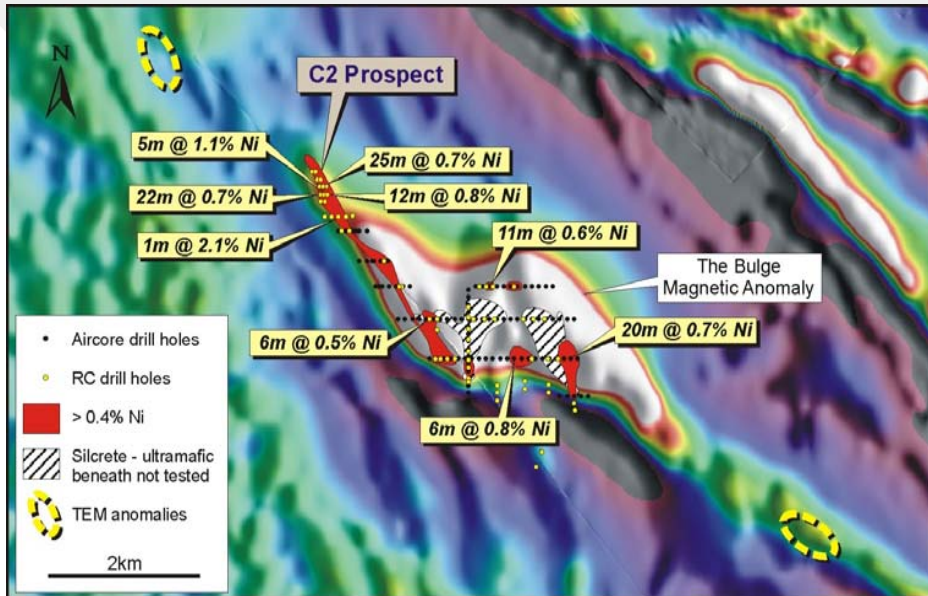 N
C2 Prospect
5m @ 1.1% Ni
25m @ 0.7% Ni
22m @ 0.7% Ni
12m @ 0.8% Ni
1m @ 2.1% Ni
11m @ 0.6% Ni
The Bulge
Magnetic Anomaly
6m @ 0.5% Ni
20m @ 0.7% Ni
6m @ 0.8% Ni
Aircore drill holes
RC drill holes
> 0.4% Ni
Silcrete - ultramafic
beneath not tested
TEM anomalies
2km